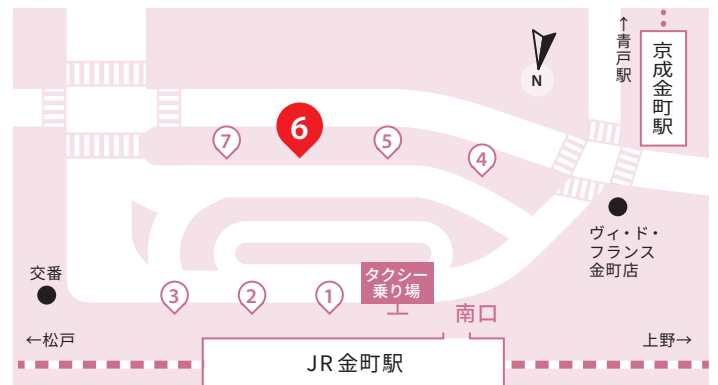 ↑青戸駅
京成金町駅
N
7
6
5
4
ヴィ・ド・
フランス
金町店
交番
3
2
1
タクシー
乗り場
南口
←松戸
上野→
JR金町駅